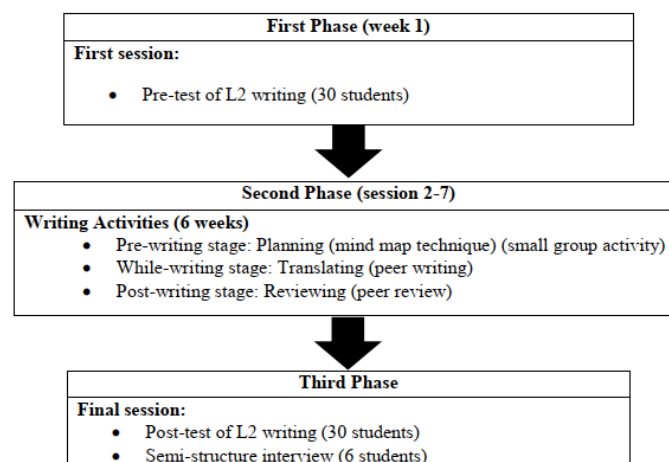 First Phase (week 1)
First session:
• Pre-test of L2 writing (30 students)
Second Phase (session 2-7)
Writing Activities (6 weeks)
• Pre-writing stage: Planning (mind map technique) (small group activity)
• While-writing stage: Translating (peer writing)
• Post-writing stage: Reviewing (peer review)
Third Phase
Final session:
• Post-test of L2 writing (30 students)
• Semi-structure interview (6 students)